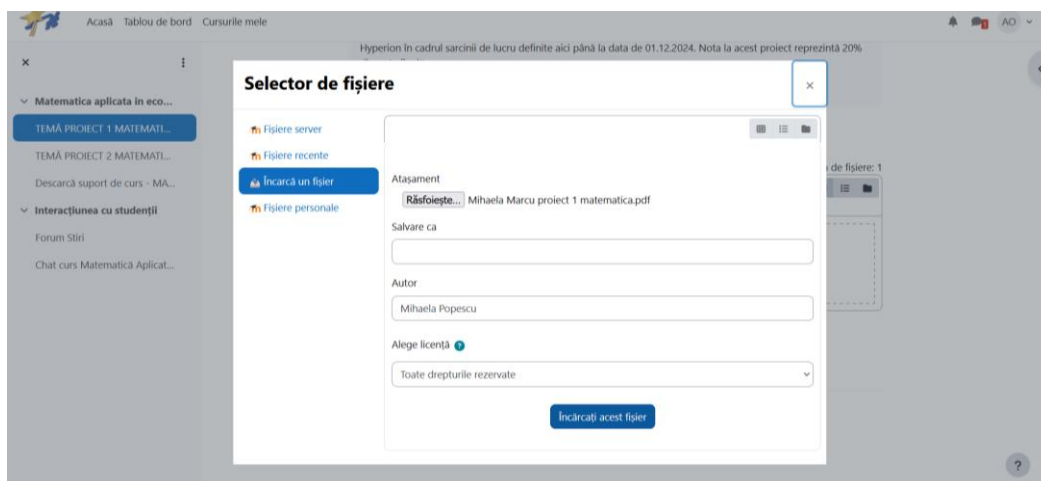 Acasă Tablou de bord Cursurile mele
AO
Hyperion în cadrul sarcinii de lucru definite aici până la data de 01.12.2024. Nota la acest proiect reprezintă 20%
Selector de fișiere
Matematica aplicata in eco...
TEMĂ PROIECT 1 MATEMATI...
TEMĂ PROIECT 2 MATEMATI...
Descarcă suport de curs - MA...
Interacțiunea cu studenții
Forum Stiri
Chat curs Matematică Aplicat...
Fișiere server
Fișiere recente
Încarcă un fișier
Fișiere personale
de fișiere: 1
Atașament
Răsfoiește... Mihaela Marcu proiect 1 matematica.pdf
Salvare ca
Autor
Mihaela Popescu
Alege licență ?
Toate drepturile rezervate
Încărcați acest fișier
?